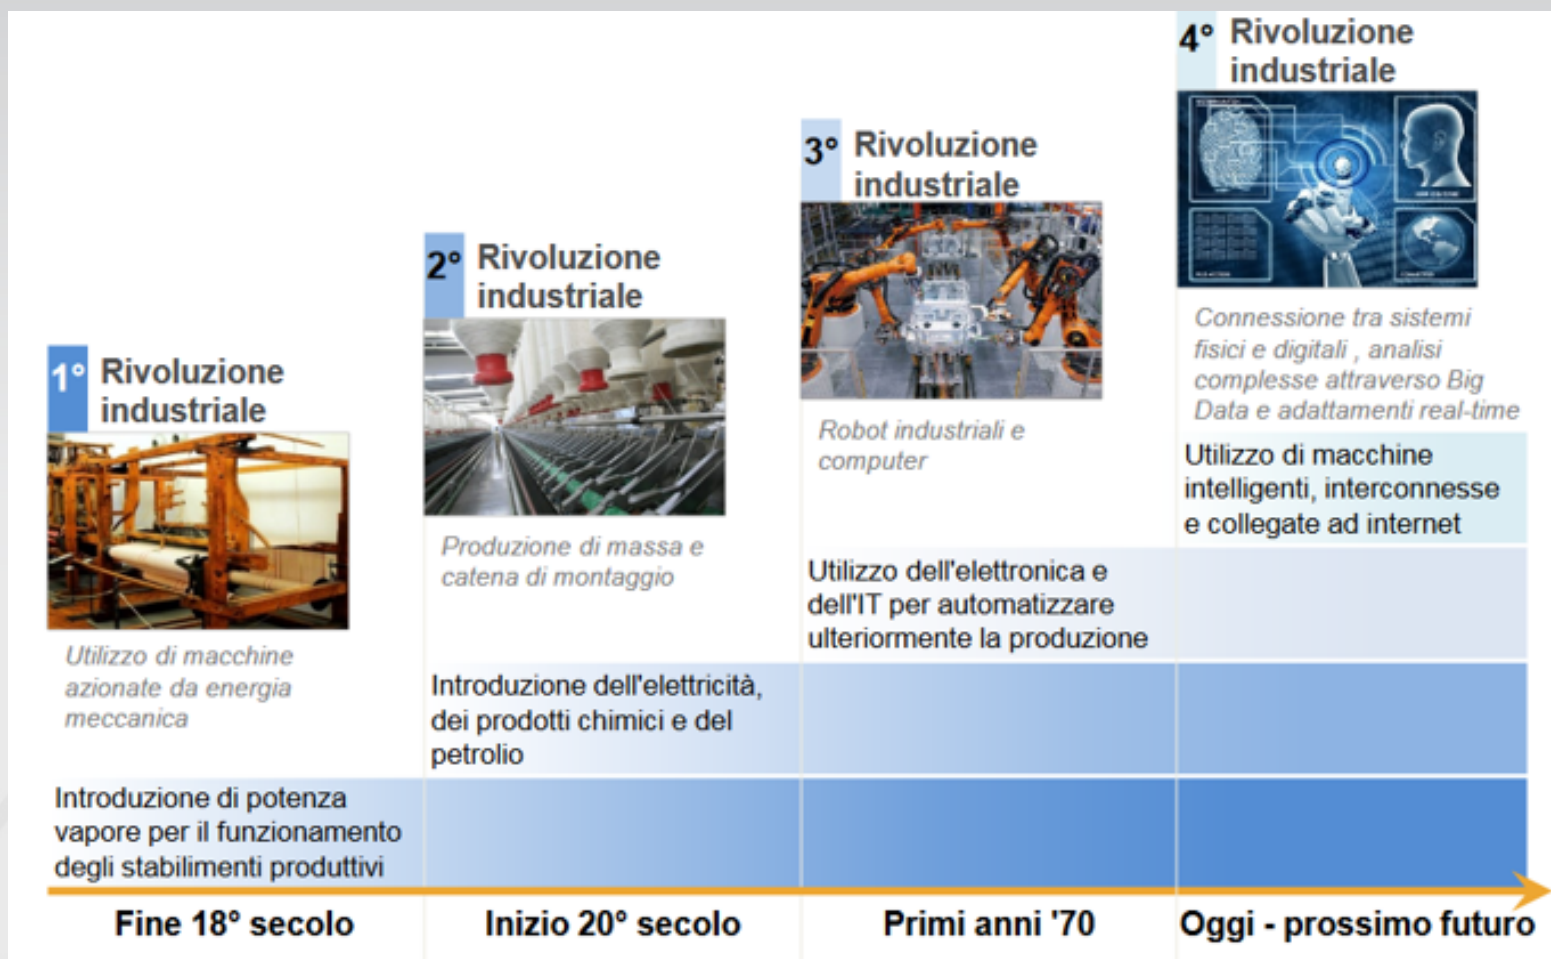 1° Rivoluzione
industriale
Utilizzo di macchine
azionate da energia
meccanica
Introduzione di potenza
vapore per il funzionamento
degli stabilimenti produttivi
Fine 18° secolo
2° Rivoluzione
industriale
Produzione di massa e
catena di montaggio
Introduzione dell'elettricità,
dei prodotti chimici e del
petrolio
Inizio 20° secolo
3° Rivoluzione
industriale
Robot industriali e
computer
Utilizzo dell'elettronica e
dell'IT per automatizzare
ulteriormente la produzione
Primi anni '70
4° Rivoluzione
industriale
Connessione tra sistemi
fisici e digitali , analisi
complesse attraverso Big
Data e adattamenti real-time
Utilizzo di macchine
intelligenti, interconnesse
e collegate ad internet
Oggi - prossimo futuro